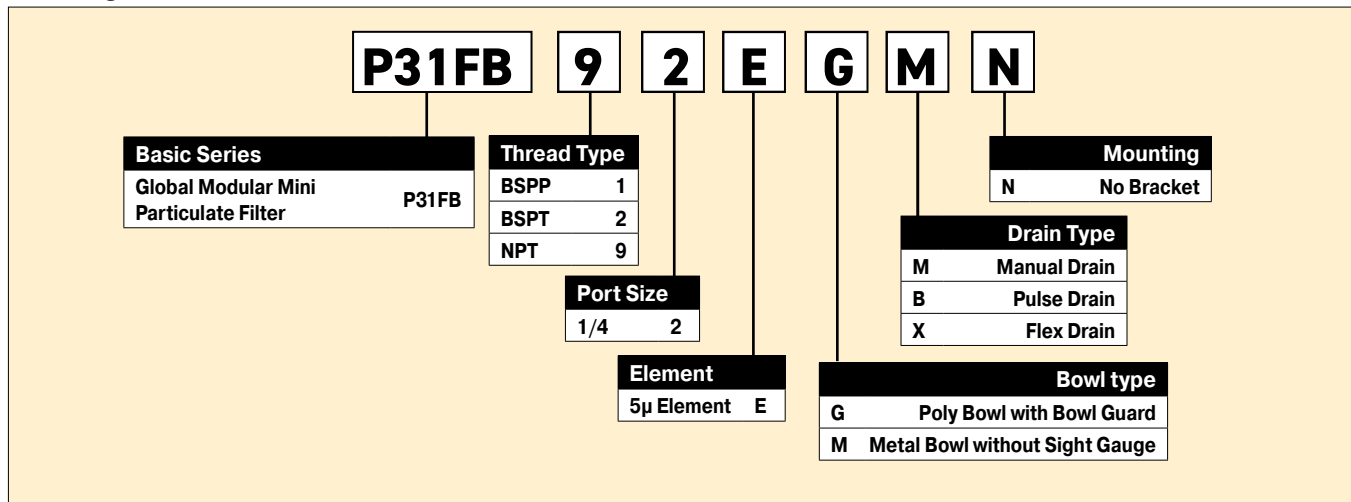 P31FB 9 2 E G M N
Basic Series
Global Modular Mini
Particulate Filter P31FB
Thread Type
BSPP 1
BSPT 2
NPT 9
Port Size
1/4 2
Element
5µ Element E
Mounting
N No Bracket
Drain Type
M Manual Drain
B Pulse Drain
X Flex Drain
Bowl type
G Poly Bowl with Bowl Guard
M Metal Bowl without Sight Gauge